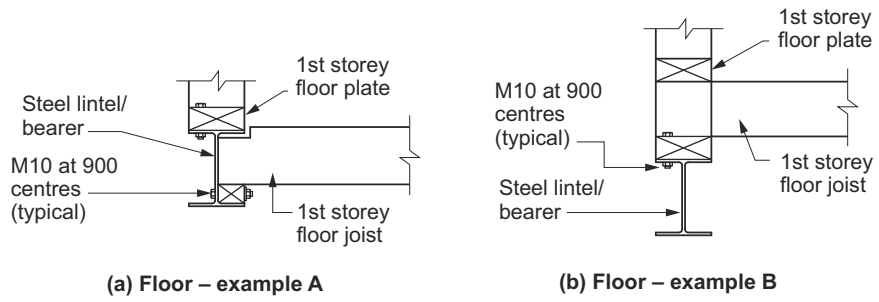 1st storey
floor plate
Steel lintel/
bearer
M10 at 900
centres
(typical)
1st storey
floor joist
(a) Floor – example A
1st storey
floor plate
M10 at 900
centres
(typical)
1st storey
floor joist
Steel lintel/
bearer
(b) Floor – example B